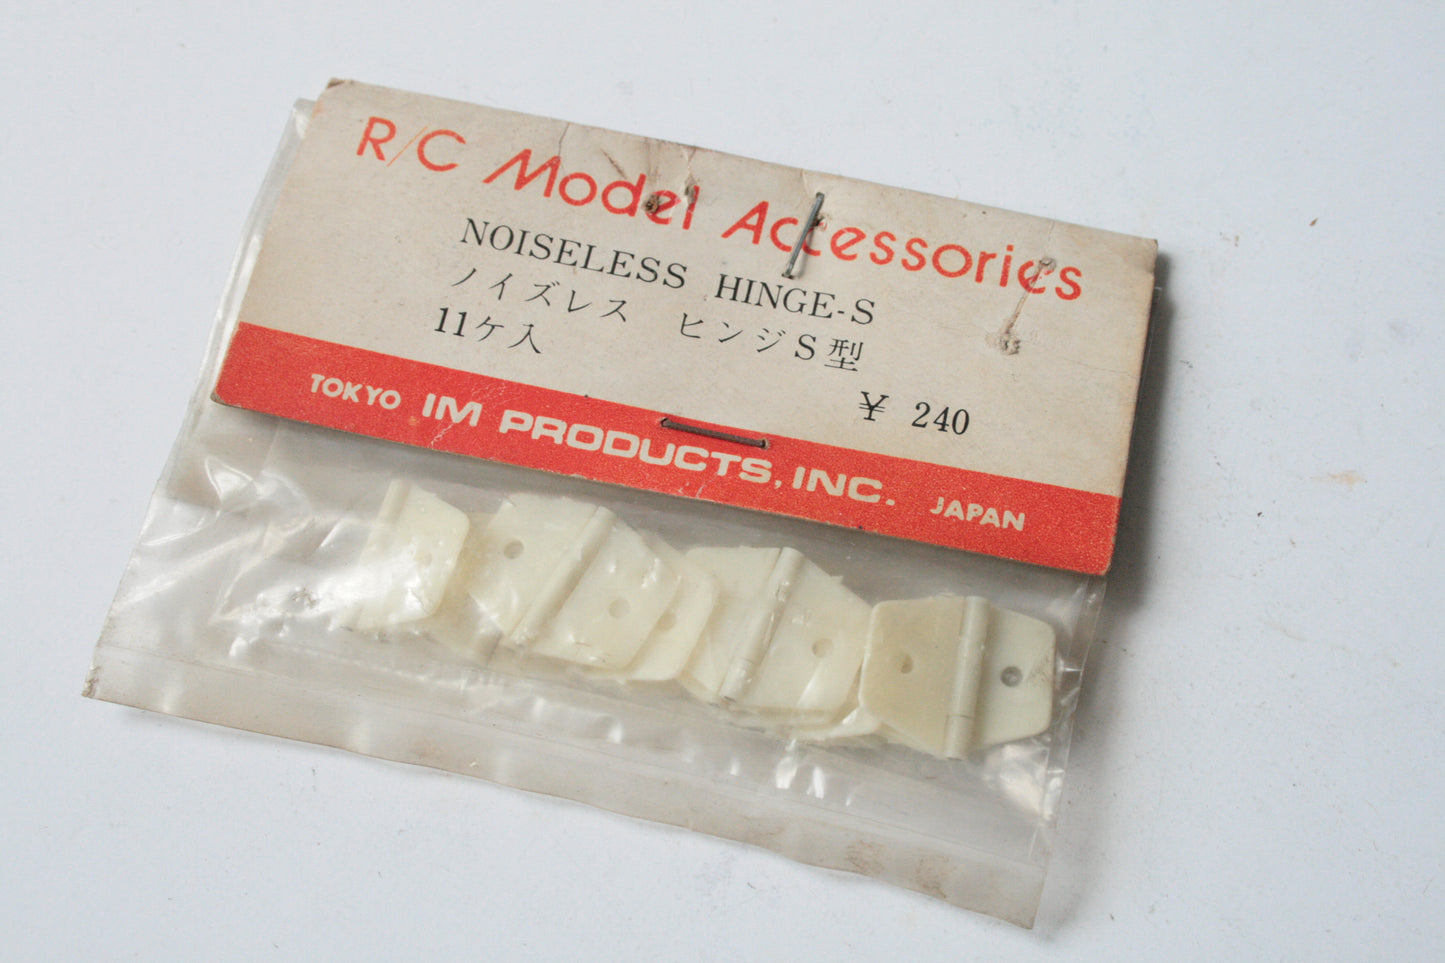 R/C Model Accessories
NOISELESS HINGE-S
ノイズレス ヒンジS型
11ケ入
¥ 240
TOKYO IM PRODUCTS, INC. JAPAN